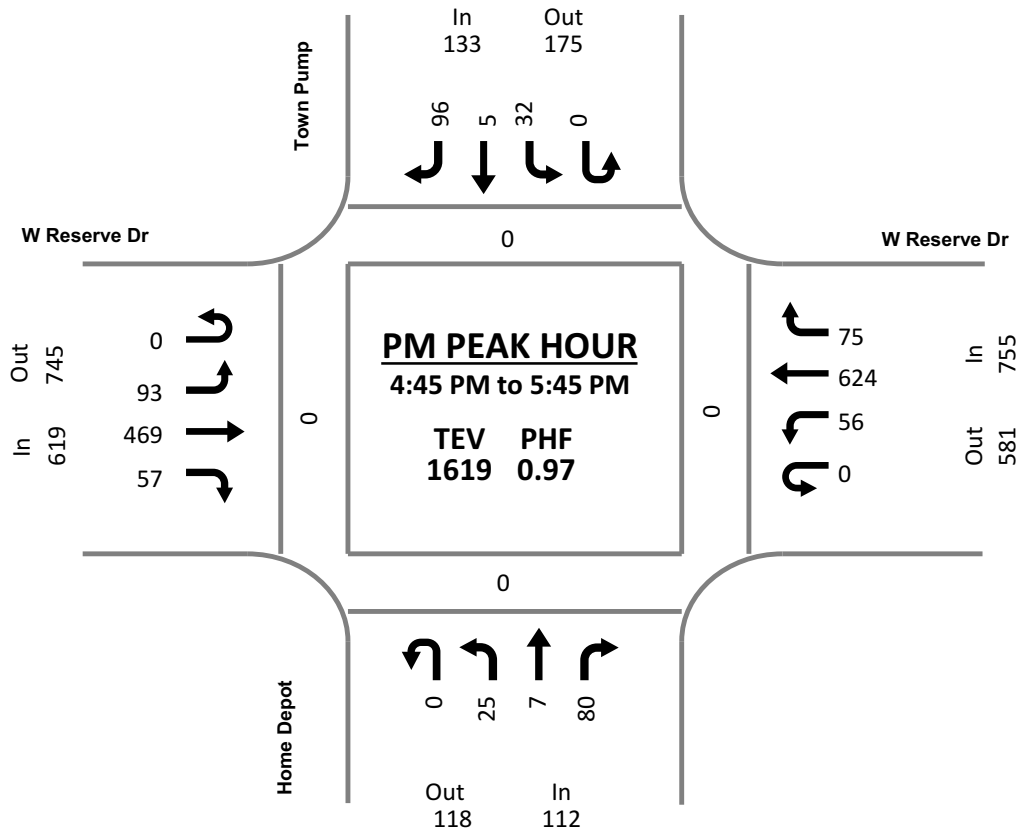 In Out
133 175
Town Pump
96 5 32 0
W Reserve Dr
0
W Reserve Dr
Out
745
In
619
0
93
469
57
0
PM PEAK HOUR
4:45 PM to 5:45 PM
TEV PHF
1619 0.97
0
75
624
56
0
In
755
Out
581
0
Home Depot
0 25 7 80
Out In
118 112